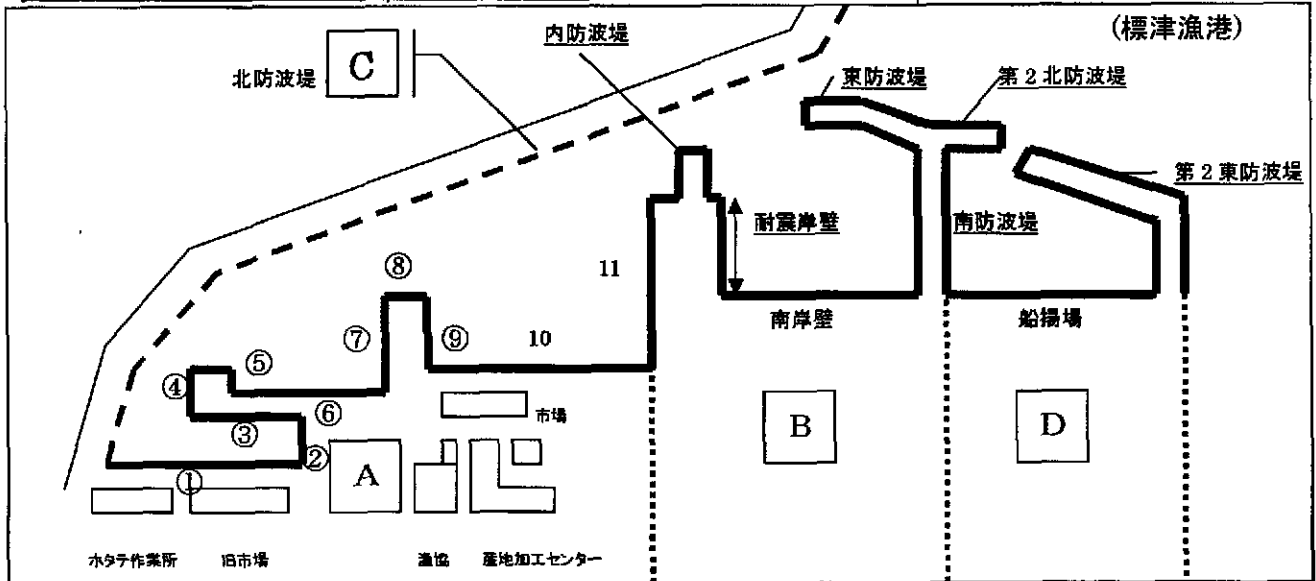 (標津漁港)
内防波堤
北防波堤
C
東防波堤
第2北防波堤
第2東防波堤
耐震岸壁
南防波堤
⑧
11
⑦
⑨
10
南岸壁
船揚場
④
⑤
⑥
③
②
①
市場
A
B
D
ホタテ作業所
旧市場
漁協
産地加工センター